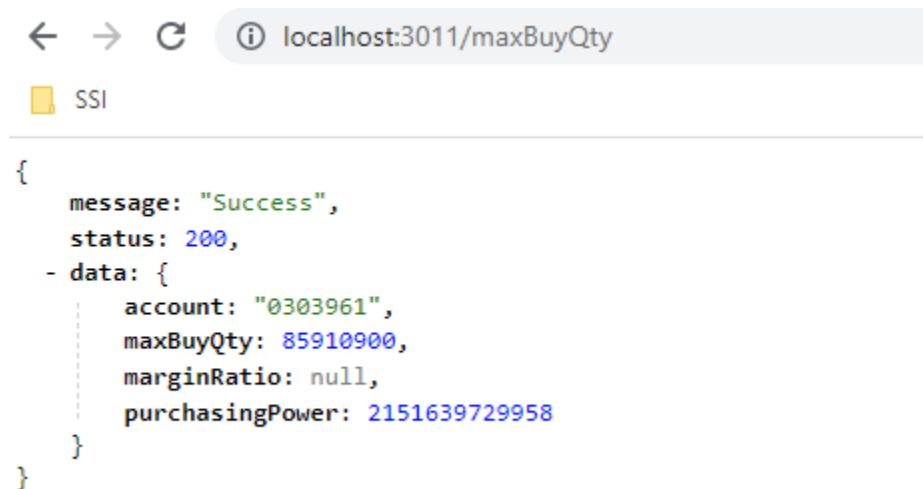 localhost:3011/maxBuyQty
SSI
{
message: "Success",
status: 200,
- data: {
account: "0303961",
maxBuyQty: 85910900,
marginRatio: null,
purchasingPower: 2151639729958
}
}